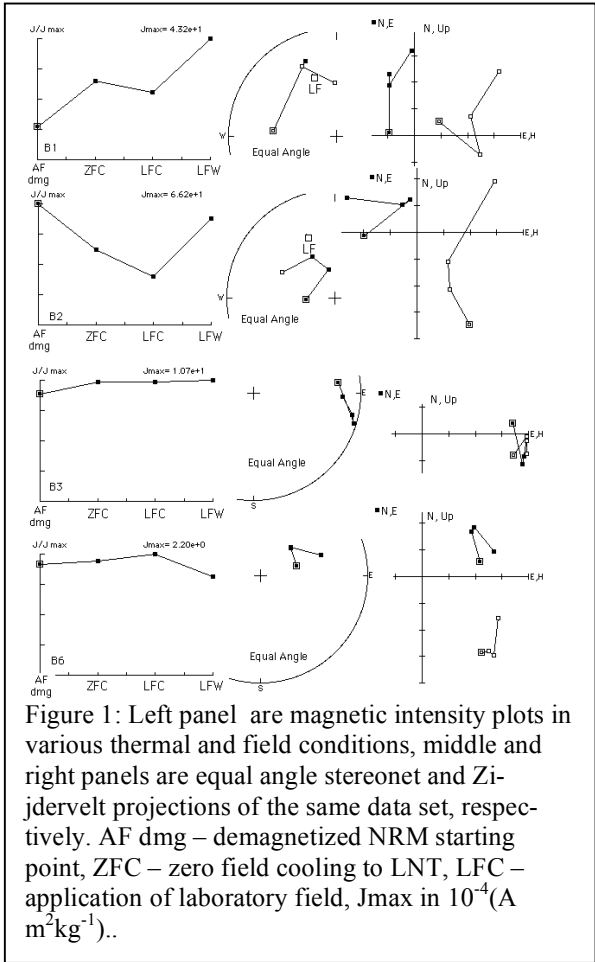 J/J max
Jmax= 4.32e+1
B1
AF
dmg
ZFC
LFC
LFW
I
LF
W
Equal Angle
N,E
N, Up
E,H
J/J max
Jmax= 6.62e+1
B2
AF
dmg
ZFC
LFC
LFW
I
LF
W
Equal Angle
N,E
N, Up
E,H
J/J max
Jmax= 1.07e+1
B3
AF
dmg
ZFC
LFC
LFW
E
Equal Angle
S
N,E
N, Up
E,H
J/J max
Jmax= 2.20e+0
B6
AF
dmg
ZFC
LFC
LFW
E
Equal Angle
S
N,E
N, Up
E,H
Figure 1: Left panel are magnetic intensity plots in
various thermal and field conditions, middle and
right panels are equal angle stereonet and Zi-
jdervelt projections of the same data set, respec-
tively. AF dmg – demagnetized NRM starting
point, ZFC – zero field cooling to LNT, LFC –
application of laboratory field, Jmax in 10⁻⁴(A
m²kg⁻¹)..